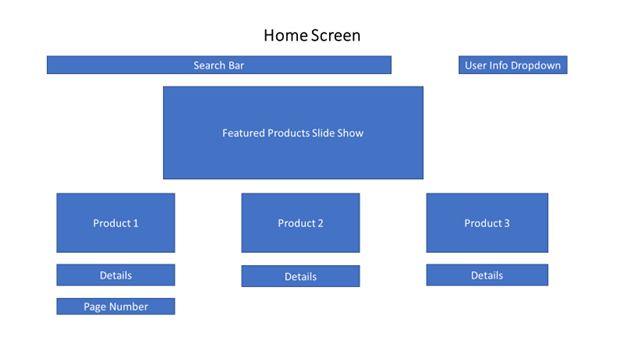 Home Screen
Search Bar
User Info Dropdown
Featured Products Slide Show
Product 1
Product 2
Product 3
Details
Details
Details
Page Number